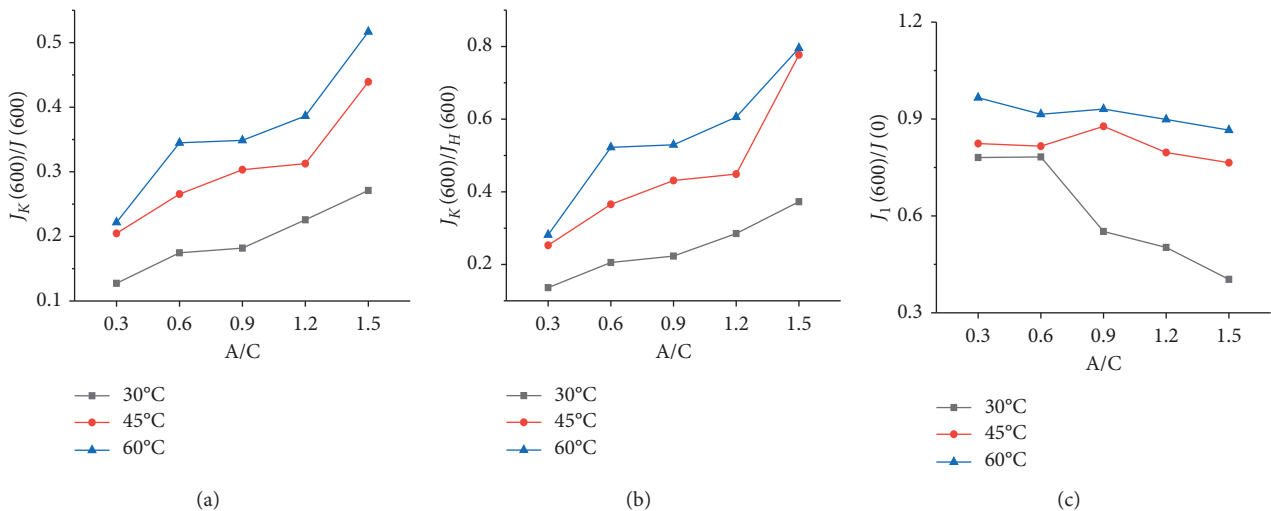 0.5
0.4
0.3
0.2
0.1
J_K (600)/J (600)
0.3 0.6 0.9 1.2 1.5
A/C
30°C
45°C
60°C
(a)
0.8
0.6
0.4
0.2
J_K (600)/J_H (600)
0.3 0.6 0.9 1.2 1.5
A/C
30°C
45°C
60°C
(b)
1.2
0.9
0.6
0.3
J_1 (600)/J (0)
0.3 0.6 0.9 1.2 1.5
A/C
30°C
45°C
60°C
(c)